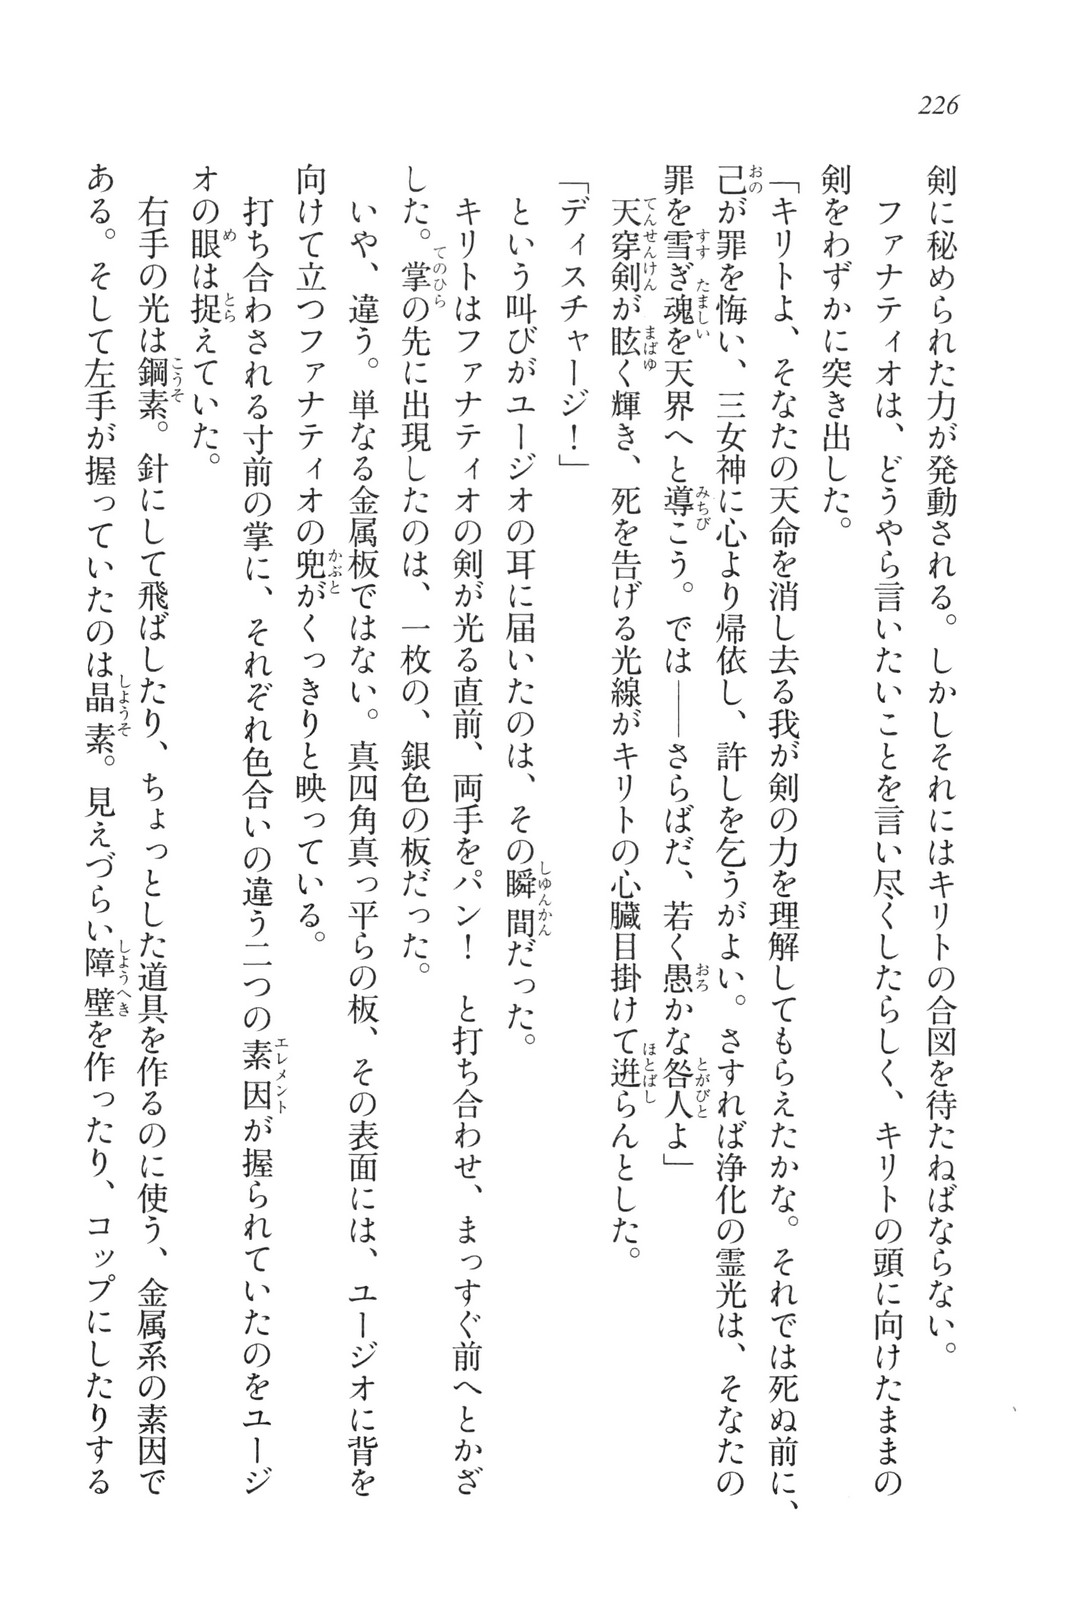 226
剣に秘められた力が発動される。しかしそれにはキリトの合図を待たねばならない。
ファナティオは、どうやら言いたいことを言い尽くしたらしく、キリトの頭に向けたままの
剣をわずかに突き出した。
「キリトよ、そなたの天命を消し去る我が剣の力を理解してもらえたかな。それでは死ぬ前に、
己が罪を悔い、三女神に心より帰依し、許しを乞うがよい。さすれば浄化の霊光は、そなたの
罪を雪ぎ魂を天界へと導こう。では――さらばだ、若く愚かな咎人よ」
天穿剣が眩く輝き、死を告げる光線がキリトの心臓目掛けて迸らんとした。
「ディスチャージ！」
という叫びがユージオの耳に届いたのは、その瞬間だった。
キリトはファナティオの剣が光る直前、両手をパン！　と打ち合わせ、まっすぐ前へとかざ
した。掌の先に出現したのは、一枚の、銀色の板だった。
いや、違う。単なる金属板ではない。真四角真っ平らの板、その表面には、ユージオに背を
向けて立つファナティオの兜がくっきりと映っている。
打ち合わされる寸前の掌に、それぞれ色合いの違う二つの素因が握られていたのをユージ
オの眼は捉えていた。
右手の光は鋼素。針にして飛ばしたり、ちょっとした道具を作るのに使う、金属系の素因で
ある。そして左手が握っていたのは晶素。見えづらい障壁を作ったり、コップにしたりする